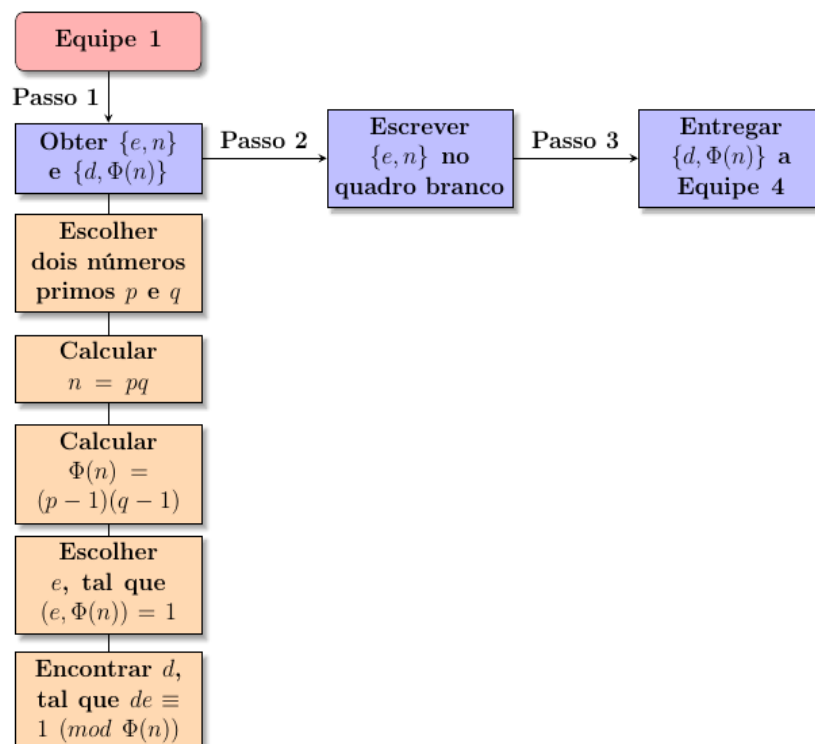 Equipe 1
Passo 1
Obter {e, n}
e {d, Φ(n)}
Passo 2
Escrever
{e, n} no
quadro branco
Passo 3
Entregar
{d, Φ(n)} a
Equipe 4
Escolher
dois números
primos p e q
Calcular
n = pq
Calcular
Φ(n) =
(p − 1)(q − 1)
Escolher
e, tal que
(e, Φ(n)) = 1
Encontrar d,
tal que de ≡
1 (mod Φ(n))